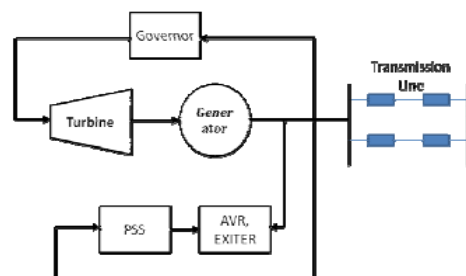 Governor
Transmission
Line
Turbine
Gener
ator
PSS
AVR,
EXITER